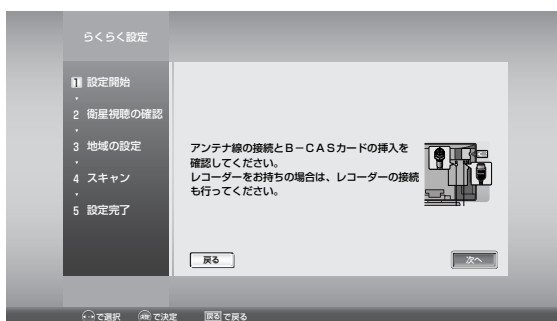 らくらく設定
1 設定開始
2 衛星視聴の確認
3 地域の設定
4 スキャン
5 設定完了
アンテナ線の接続とB－CASカードの挿入を
確認してください。
レコーダーをお持ちの場合は、レコーダーの接続
も行ってください。
戻る
次へ
で選択 決定 で決定 戻る で戻る